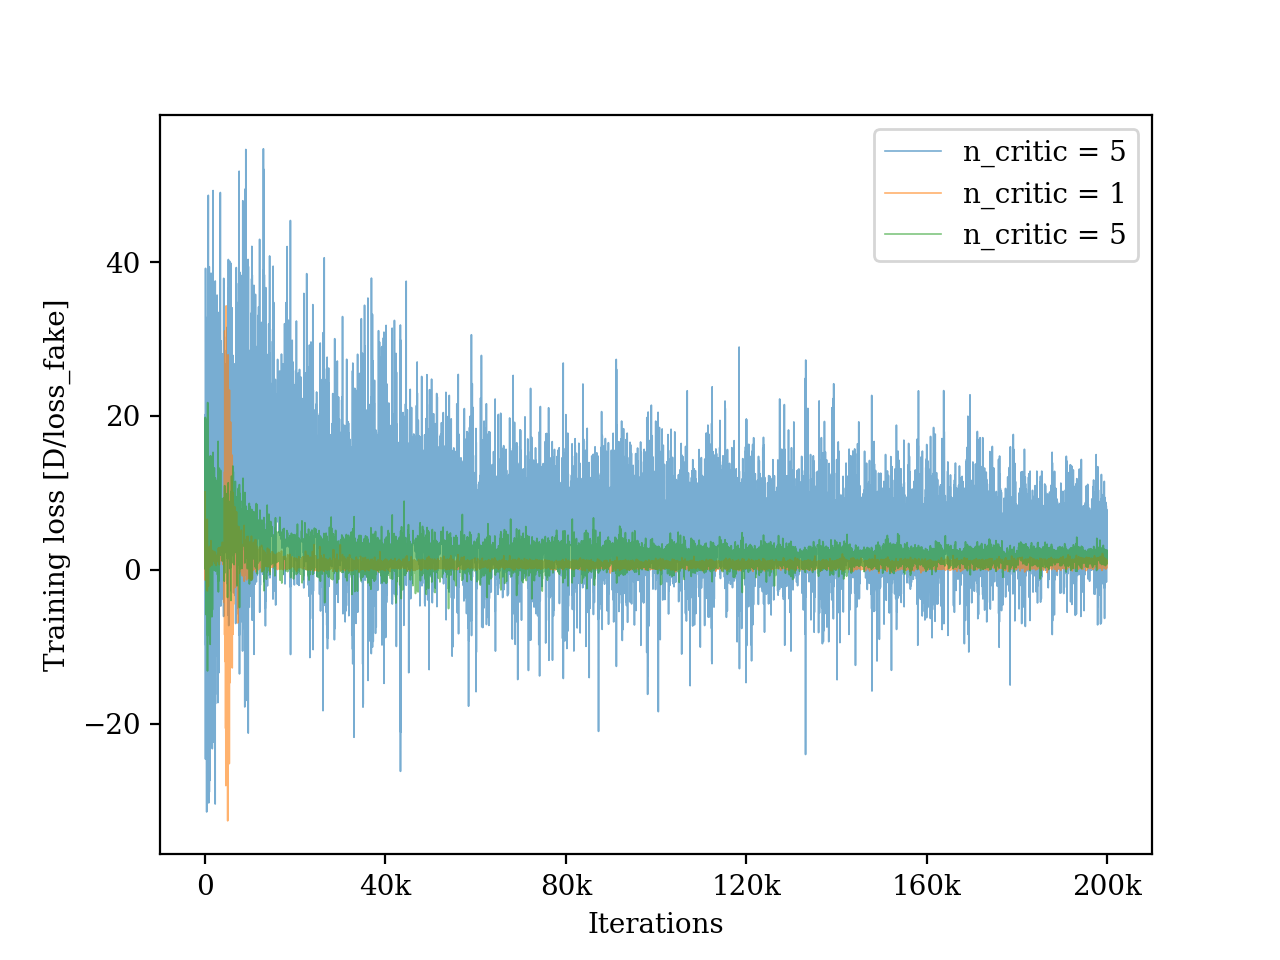 n_critic = 5
n_critic = 1
n_critic = 5
40
20
0
−20
Training loss [D/loss_fake]
0 40k 80k 120k 160k 200k
Iterations